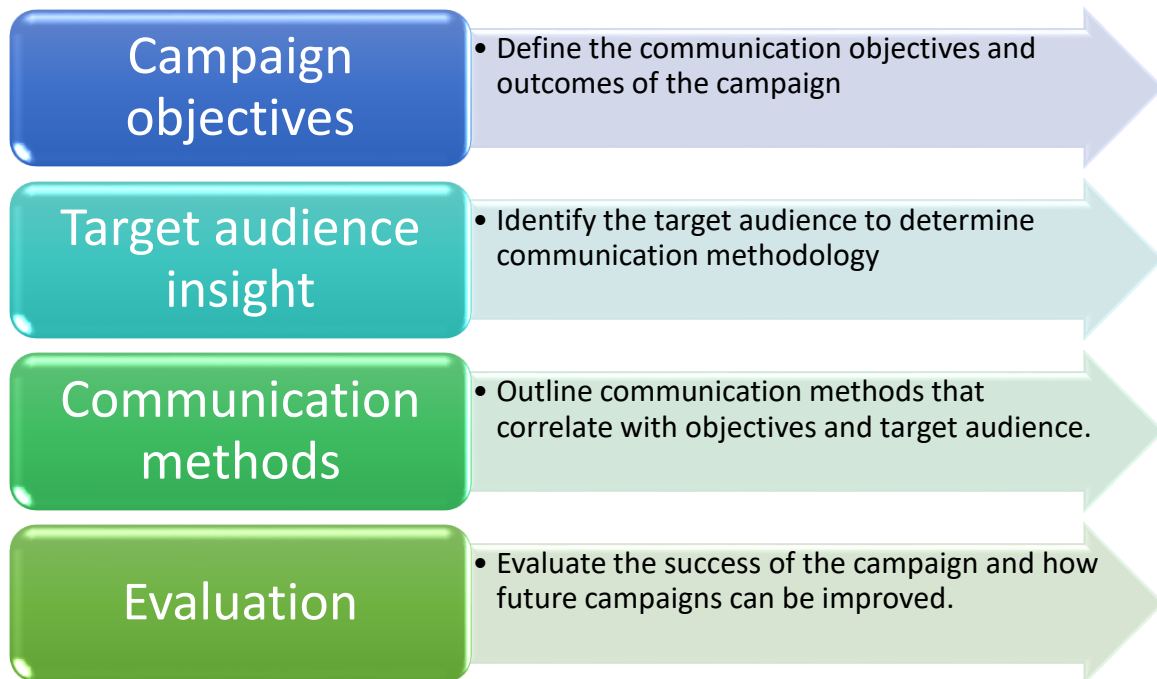 Campaign
objectives
• Define the communication objectives and
outcomes of the campaign
Target audience
insight
• Identify the target audience to determine
communication methodology
Communication
methods
• Outline communication methods that
correlate with objectives and target audience.
Evaluation
• Evaluate the success of the campaign and how
future campaigns can be improved.